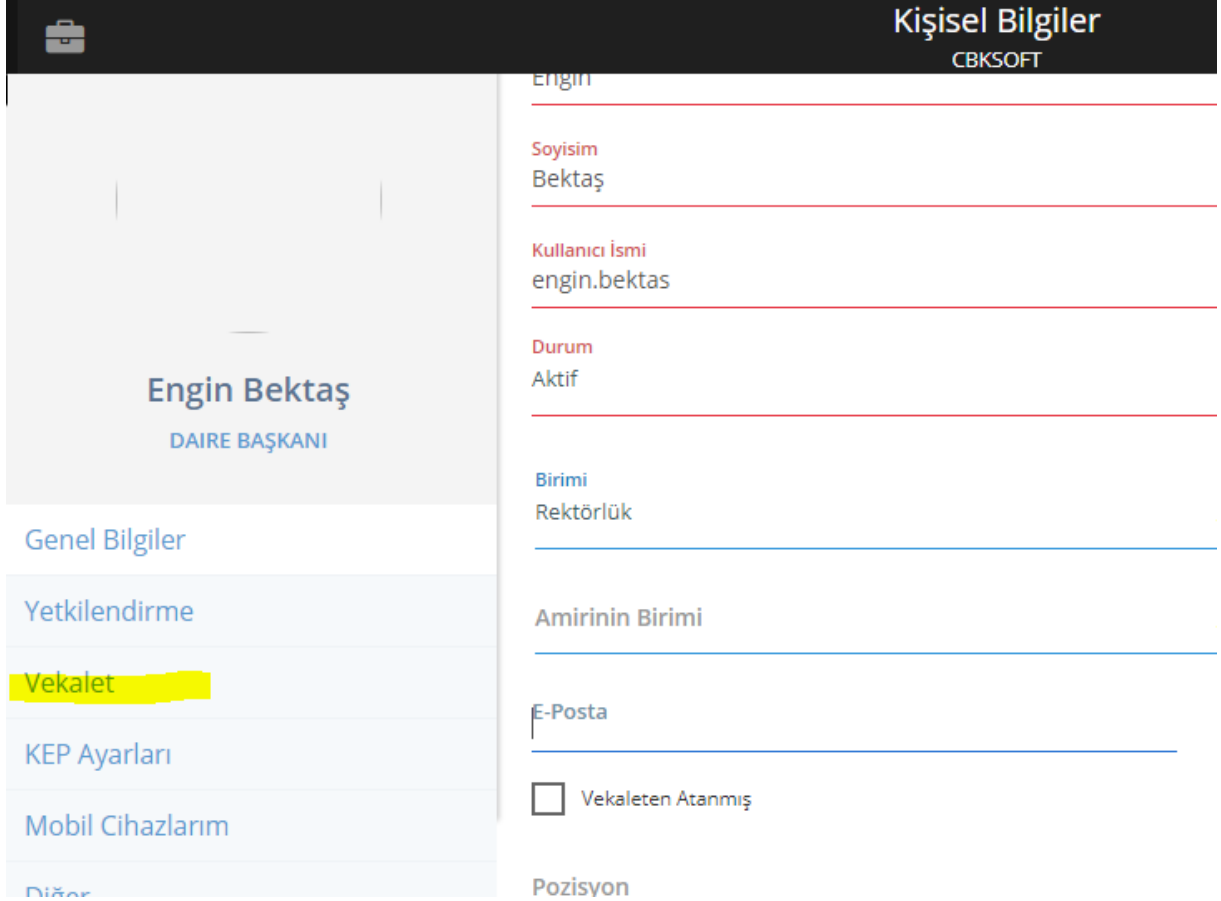 Kişisel Bilgiler
CBKSOFT
Engin Bektaş
DAIRE BAŞKANI
Genel Bilgiler
Yetkilendirme
Vekalet
KEP Ayarları
Mobil Cihazlarım
Diğer
Engin
Soyisim
Bektaş
Kullanıcı İsmi
engin.bektas
Durum
Aktif
Birimi
Rektörlük
Amirinin Birimi
E-Posta
Vekaleten Atanmış
Pozisyon